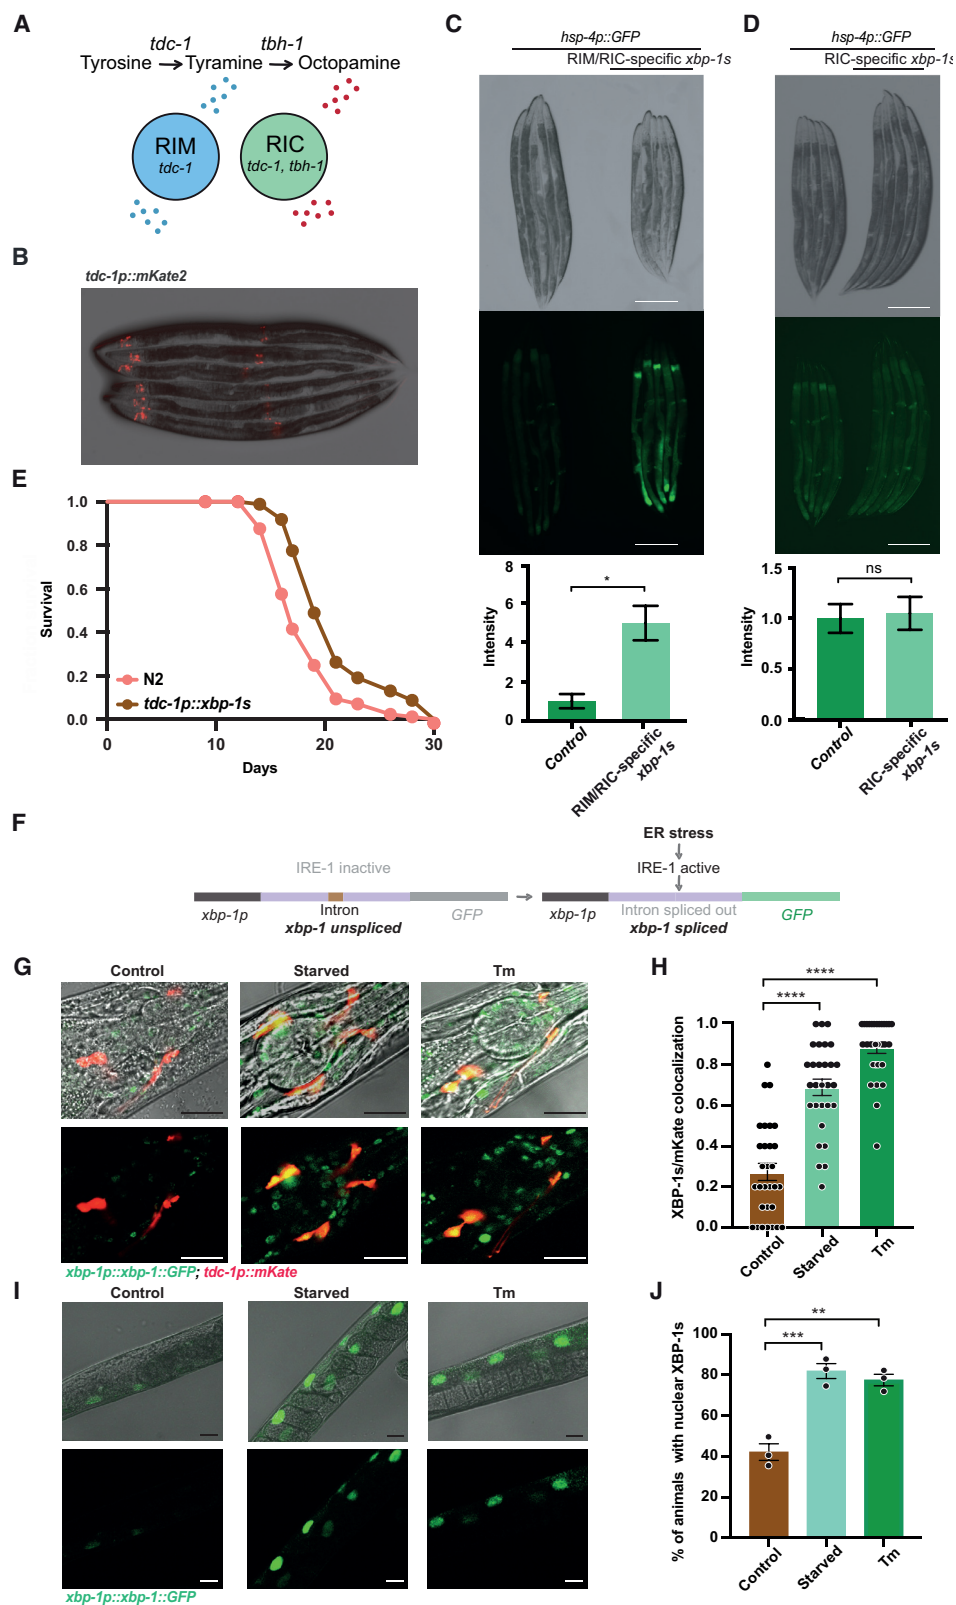 A
tdc-1 tbh-1
Tyrosine → Tyramine → Octopamine
RIM
tdc-1
RIC
tdc-1, tbh-1
B
tdc-1p::mKate2
C
hsp-4p::GFP
RIM/RIC-specific xbp-1s
8
6
4
2
0
Intensity
*
Control
RIM/RIC-specific
xbp-1s
D
hsp-4p::GFP
RIC-specific xbp-1s
1.5
1.0
0.5
0.0
Intensity
ns
Control
RIC-specific
xbp-1s
E
1.0
0.8
0.6
0.4
0.2
0.0
Survival
N2
tdc-1p::xbp-1s
0 10 20 30
Days
F
ER stress
IRE-1 inactive
IRE-1 active
xbp-1p
Intron
xbp-1 unspliced
GFP
xbp-1p
Intron spliced out
xbp-1 spliced
GFP
G
Control Starved Tm
xbp-1p::xbp-1::GFP; tdc-1p::mKate
H
****
****
1.0
0.8
0.6
0.4
0.2
0.0
XBP-1s/mKate colocalization
Control
Starved
Tm
I
Control Starved Tm
xbp-1p::xbp-1::GFP
J
**
***
100
80
60
40
20
0
% of animals with nuclear XBP-1s
Control
Starved
Tm